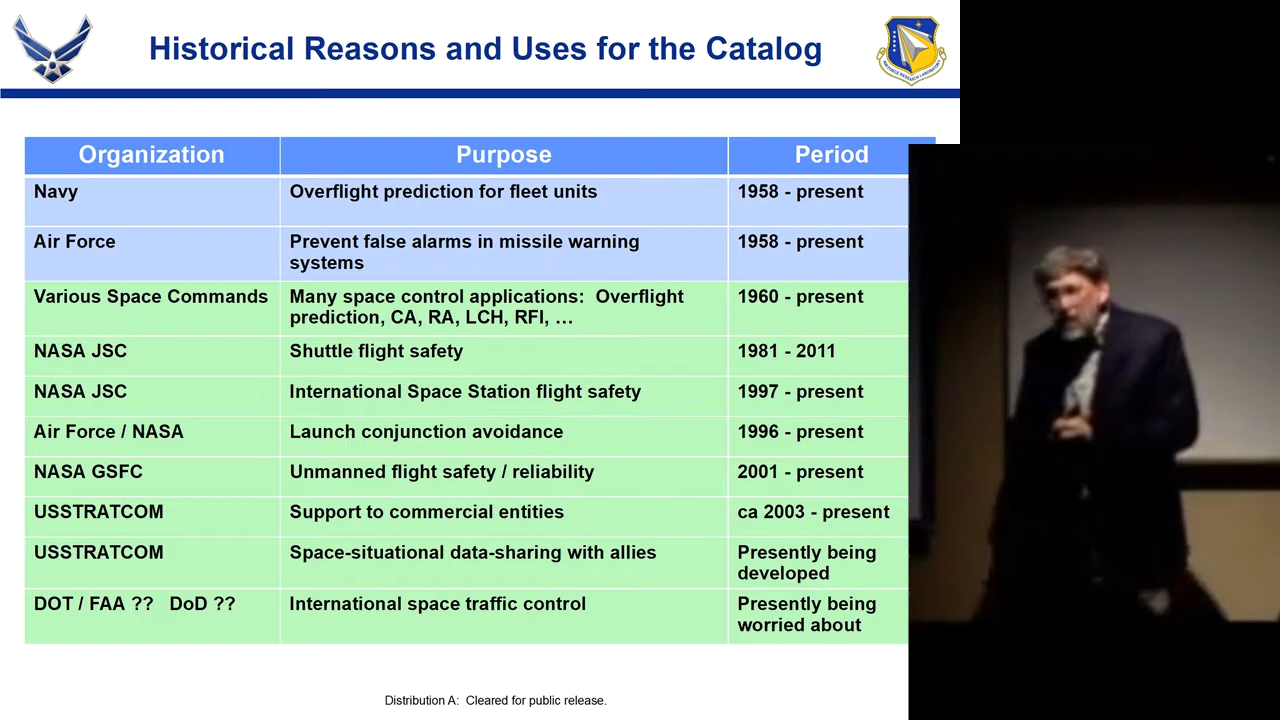 Historical Reasons and Uses for the Catalog
AIR FORCE RESEARCH LABORATORY
Organization Purpose Period
Navy Overflight prediction for fleet units 1958 - present
Air Force Prevent false alarms in missile warning 1958 - present
systems
Various Space Commands Many space control applications: Overflight 1960 - present
prediction, CA, RA, LCH, RFI, …
NASA JSC Shuttle flight safety 1981 - 2011
NASA JSC International Space Station flight safety 1997 - present
Air Force / NASA Launch conjunction avoidance 1996 - present
NASA GSFC Unmanned flight safety / reliability 2001 - present
USSTRATCOM Support to commercial entities ca 2003 - present
USSTRATCOM Space-situational data-sharing with allies Presently being
developed
DOT / FAA ?? DoD ?? International space traffic control Presently being
worried about
Distribution A: Cleared for public release.